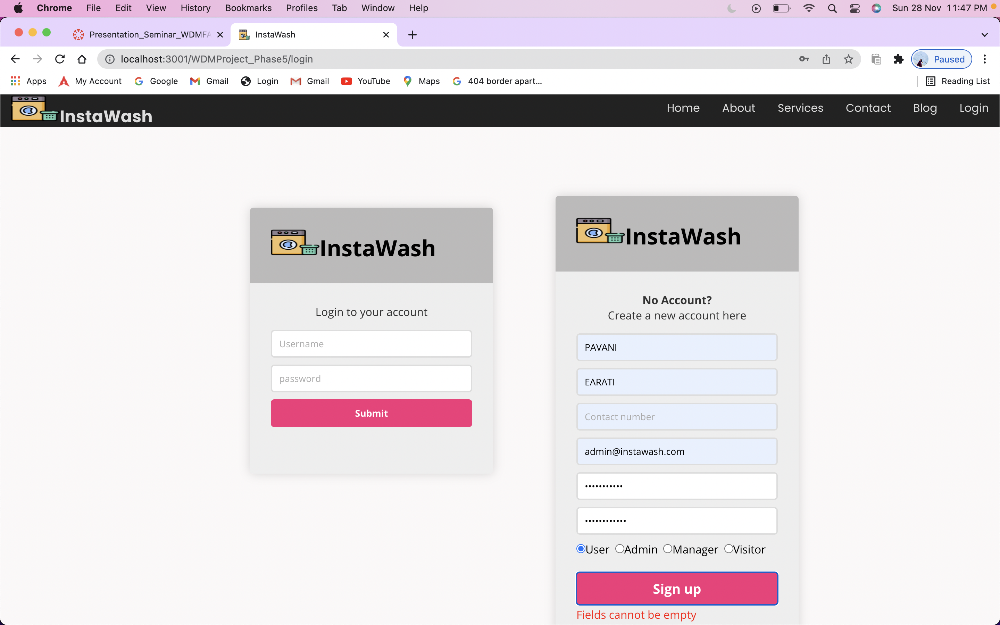 Chrome File Edit View History Bookmarks Profiles Tab Window Help Sun 28 Nov 11:47 PM
Presentation_Seminar_WDMFA InstaWash
localhost:3001/WDMProject_Phase5/login Paused
Apps My Account Google Gmail Login Gmail YouTube Maps 404 border apart... Reading List
InstaWash Home About Services Contact Blog Login
InstaWash
Login to your account
Username
password
Submit
InstaWash
No Account?
Create a new account here
PAVANI
EARATI
Contact number
admin@instawash.com
•••••••••••
••••••••••••
User Admin Manager Visitor
Sign up
Fields cannot be empty